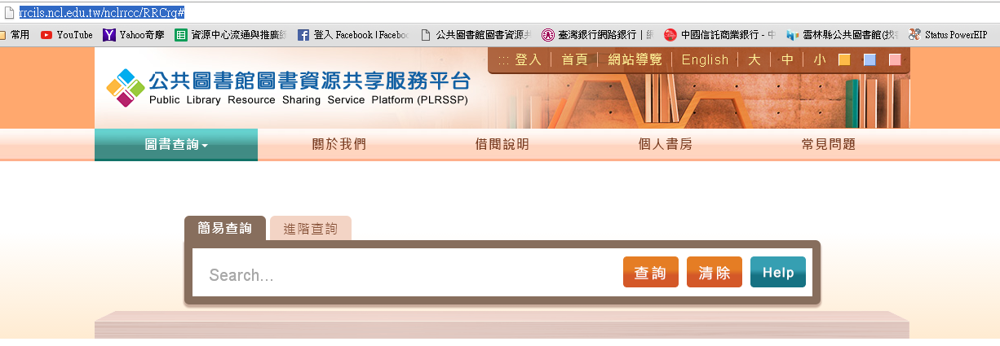 rrcils.ncl.edu.tw/nclrrcc/RRCrg#
常用 YouTube Yahoo奇摩 資源中心流通與推廣 登入 Facebook | Faceboo 公共圖書館圖書資源 臺灣銀行網路銀行 | 中國信託商業銀行 - 中 雲林縣公共圖書館(找 Status PowerEIP
::: 登入 | 首頁 | 網站導覽 | English | 大 | 中 | 小
公共圖書館圖書資源共享服務平台
Public Library Resource Sharing Service Platform (PLRSSP)
圖書查詢 關於我們 借閱說明 個人書房 常見問題
簡易查詢 進階查詢
Search... 查詢 清除 Help